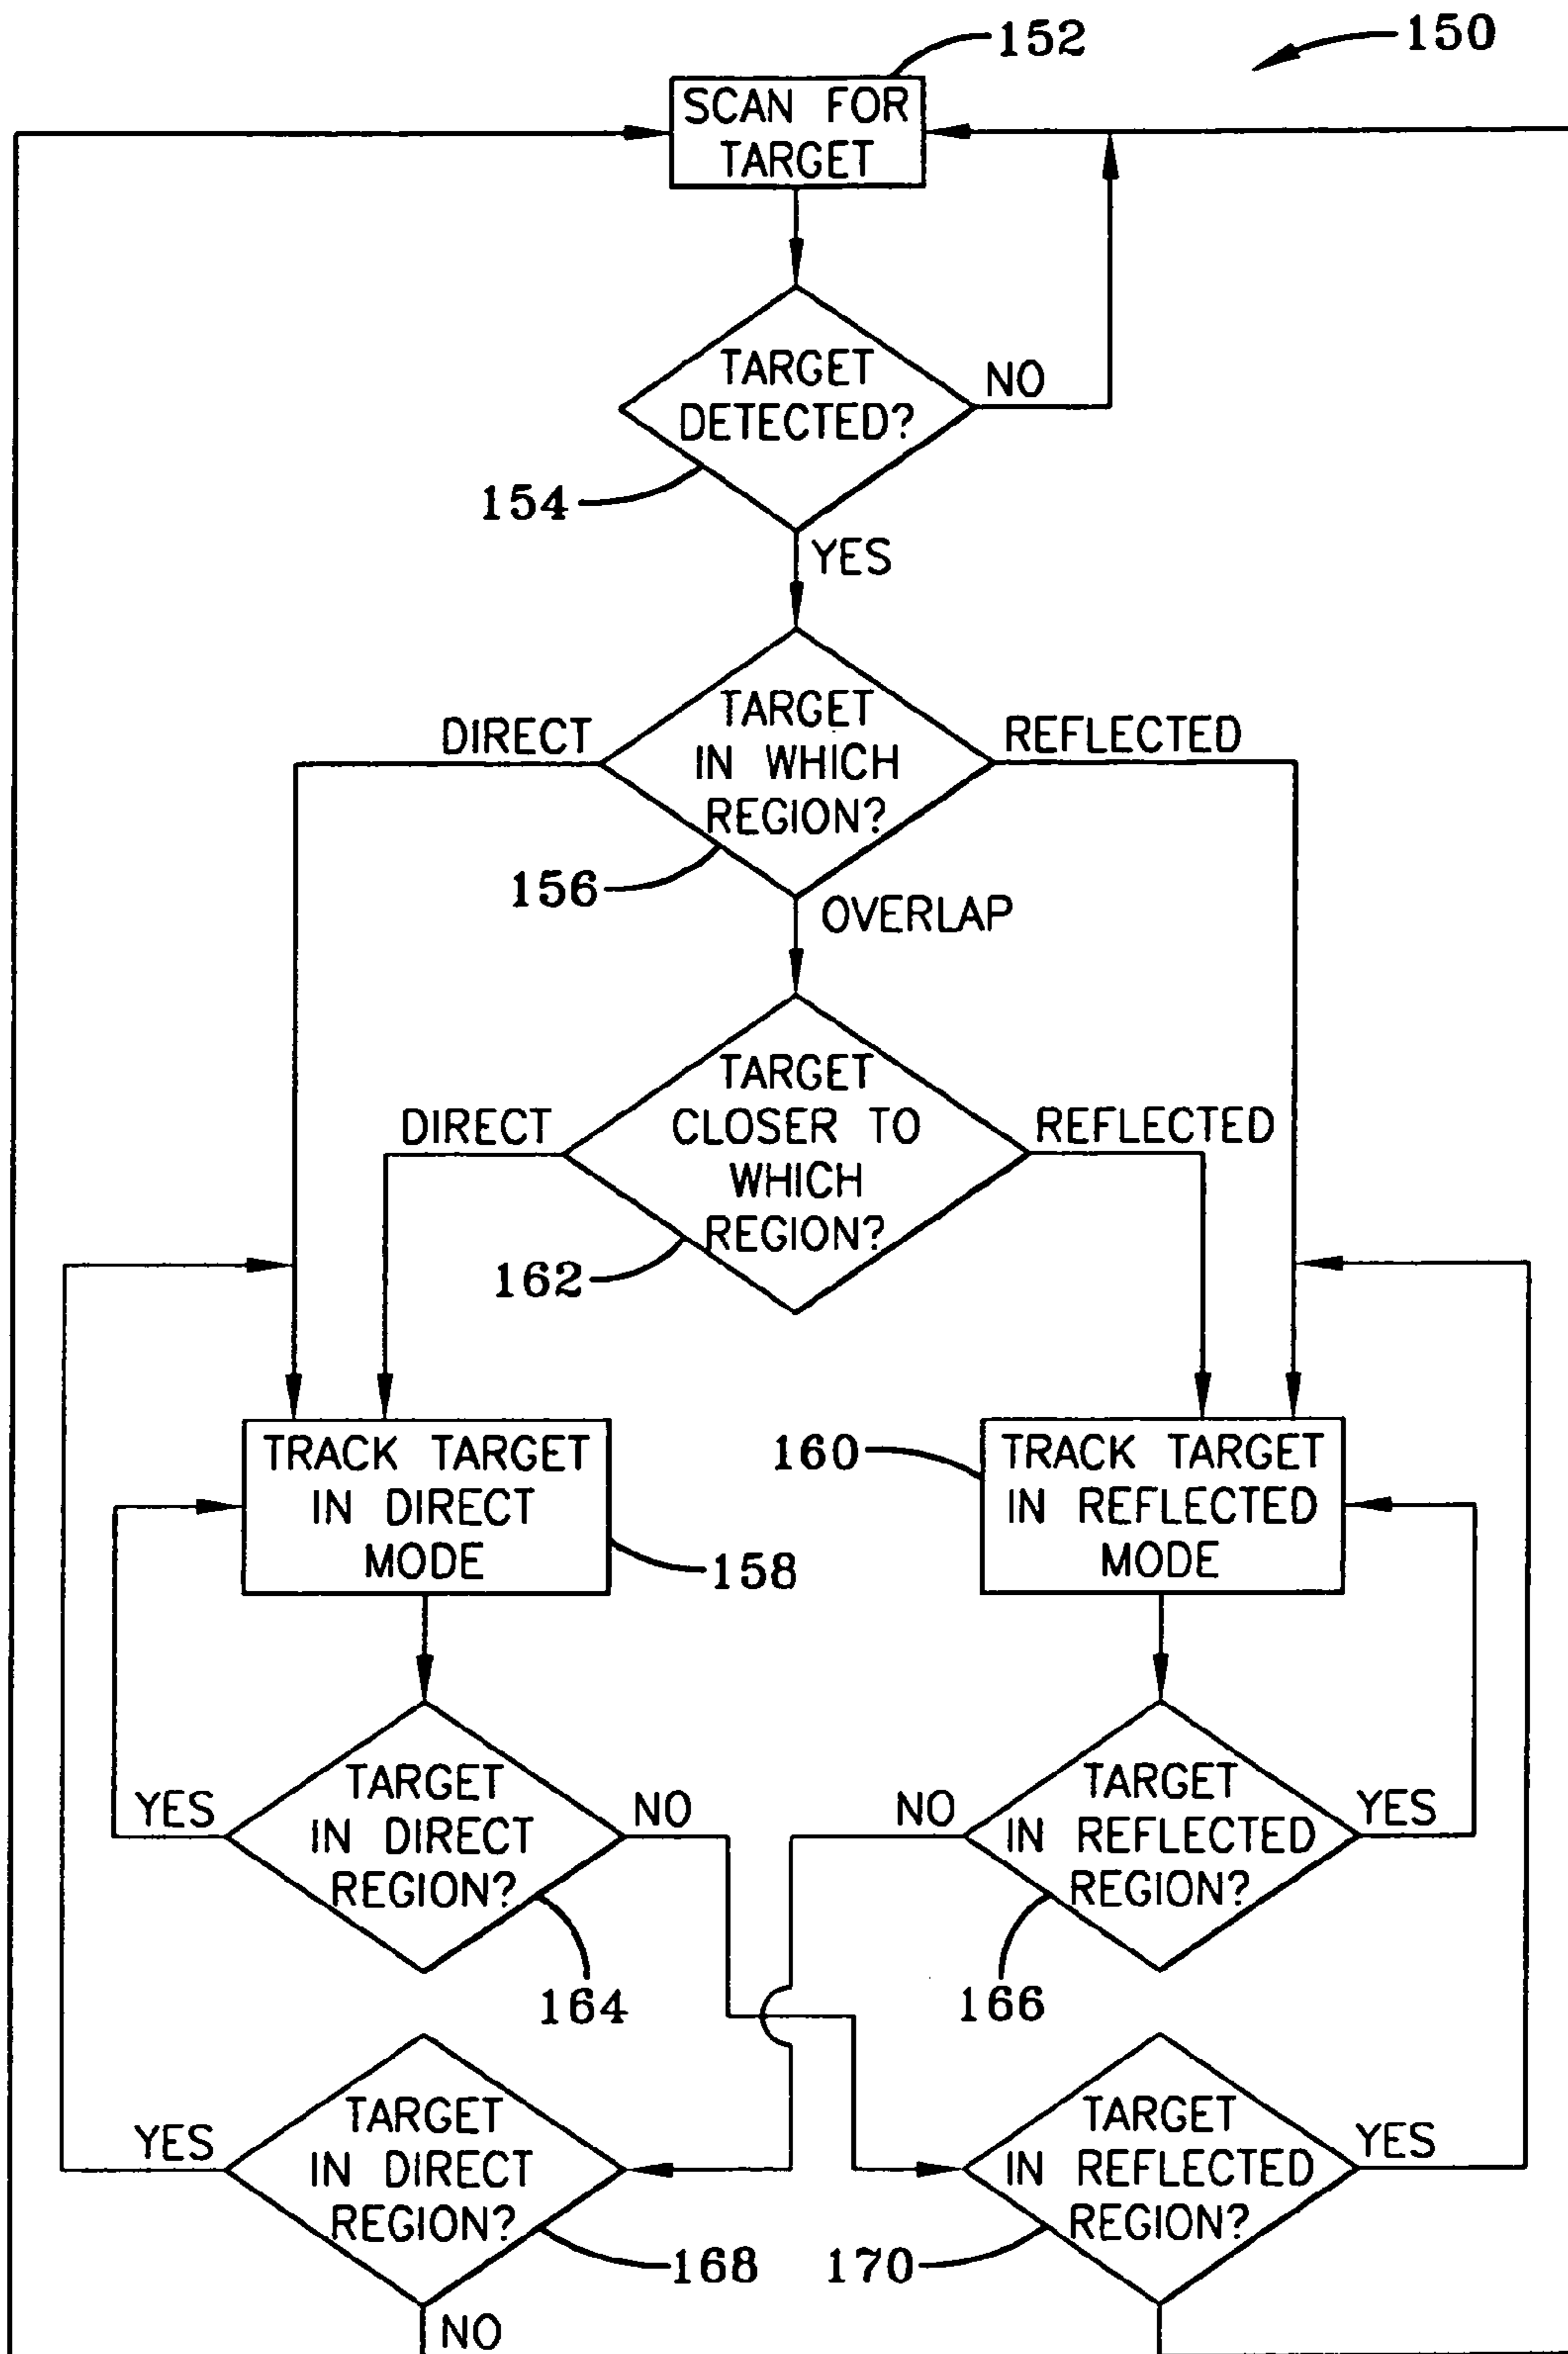 152
150
SCAN FOR
TARGET
TARGET
DETECTED?
NO
154
YES
TARGET
IN WHICH
REGION?
DIRECT
REFLECTED
156
OVERLAP
TARGET
CLOSER TO
WHICH
REGION?
DIRECT
REFLECTED
162
TRACK TARGET
IN DIRECT
MODE
158
160
TRACK TARGET
IN REFLECTED
MODE
YES
TARGET
IN DIRECT
REGION?
NO
164
NO
TARGET
IN REFLECTED
REGION?
YES
166
YES
TARGET
IN DIRECT
REGION?
168
NO
TARGET
IN REFLECTED
REGION?
YES
170